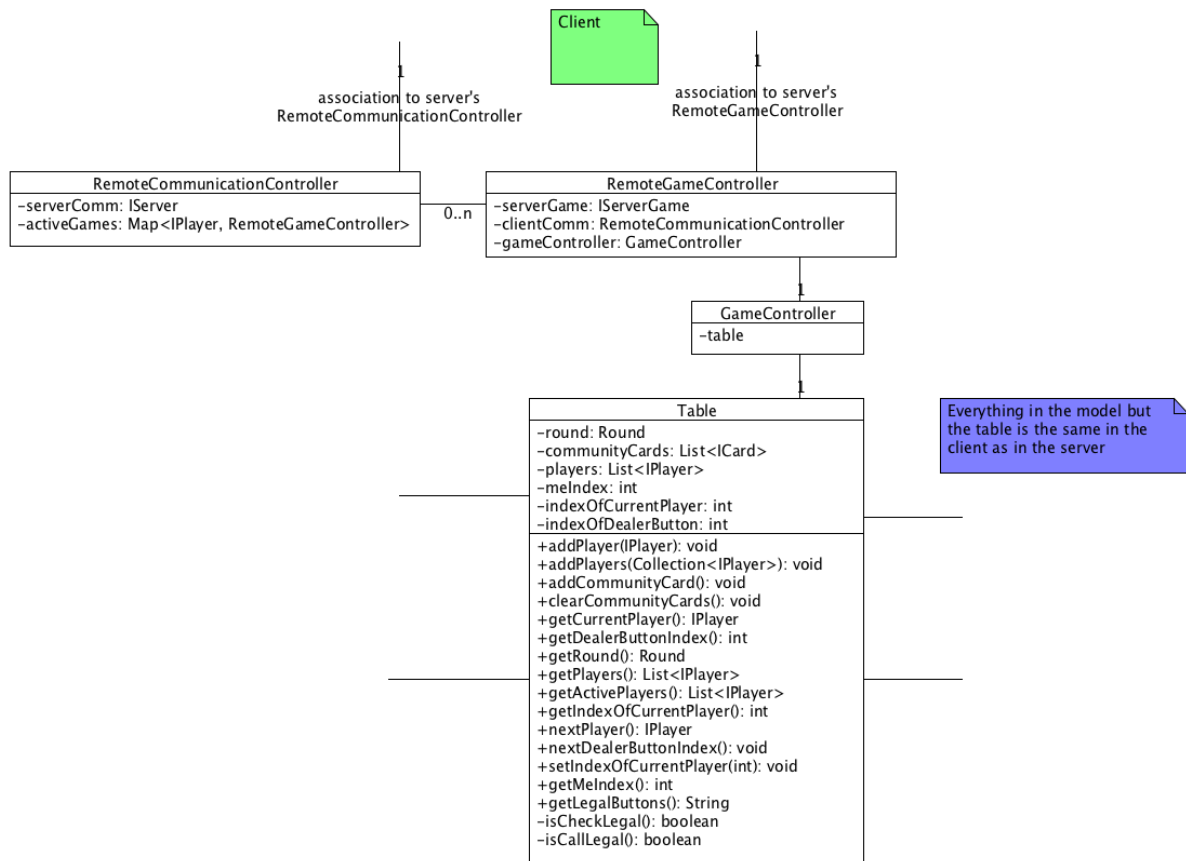 Client
1
association to server's
RemoteCommunicationController
1
association to server's
RemoteGameController
RemoteCommunicationController
-serverComm: IServer
-activeGames: Map<IPlayer, RemoteGameController>
0..n
RemoteGameController
-serverGame: IServerGame
-clientComm: RemoteCommunicationController
-gameController: GameController
1
GameController
-table
1
Table
-round: Round
-communityCards: List<ICard>
-players: List<IPlayer>
-meIndex: int
-indexOfCurrentPlayer: int
-indexOfDealerButton: int
+addPlayer(IPlayer): void
+addPlayers(Collection<IPlayer>): void
+addCommunityCard(): void
+clearCommunityCards(): void
+getCurrentPlayer(): IPlayer
+getDealerButtonIndex(): int
+getRound(): Round
+getPlayers(): List<IPlayer>
+getActivePlayers(): List<IPlayer>
+getIndexOfCurrentPlayer(): int
+nextPlayer(): IPlayer
+nextDealerButtonIndex(): void
+setIndexOfCurrentPlayer(int): void
+getMeIndex(): int
+getLegalButtons(): String
-isCheckLegal(): boolean
-isCallLegal(): boolean
Everything in the model but
the table is the same in the
client as in the server